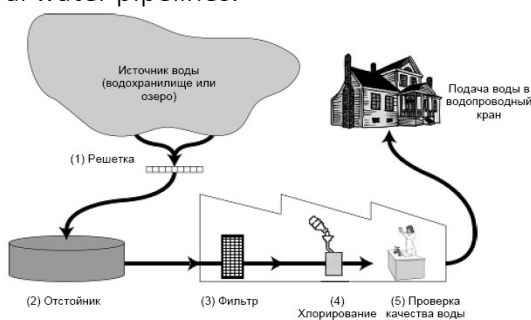 al water pipelines.
Источник воды
(водохранилище или
озеро)
Подача воды в
водопроводный
кран
(1) Решетка
(2) Отстойник
(3) Фильтр
(4)
Хлорирование
(5) Проверка
качества воды